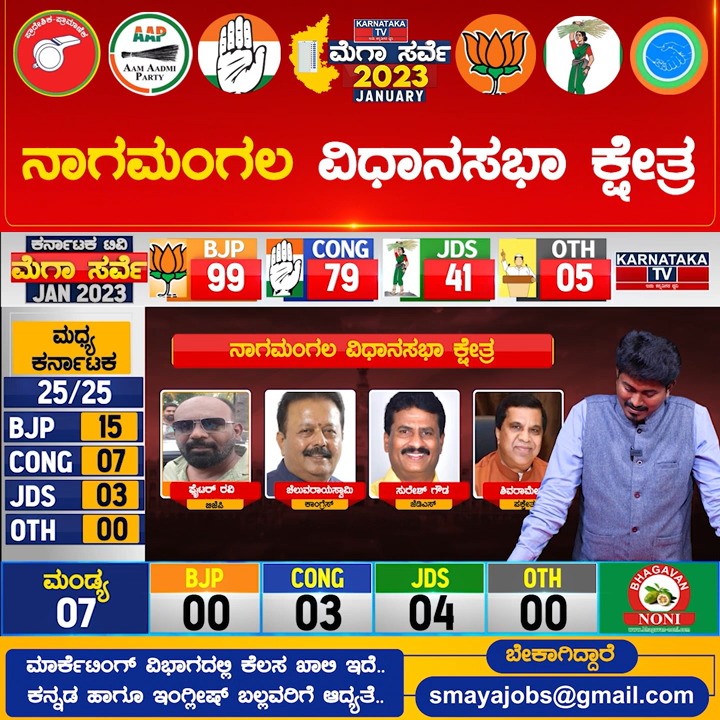 ಪ್ರಾದೇಶಿಕ-ಪ್ರಾಮಾಣಿಕ
AAP
AAM AADMI
PARTY
KARNATAKA
TV
ಮೆಗಾ ಸರ್ವೆ
2023
JANUARY
ನಾಗಮಂಗಲ ವಿಧಾನಸಭಾ ಕ್ಷೇತ್ರ
ಕರ್ನಾಟಕ ಟಿವಿ
ಮೆಗಾ ಸರ್ವೆ
JAN 2023
BJP
99
CONG
79
JDS
41
OTH
05
KARNATAKA
TV
ಮಧ್ಯ
ಕರ್ನಾಟಕ
25/25
BJP 15
CONG 07
JDS 03
OTH 00
ನಾಗಮಂಗಲ ವಿಧಾನಸಭಾ ಕ್ಷೇತ್ರ
ಫೈಟರ್ ರವಿ
ಬಿಜೆಪಿ
ಚೆಲುವರಾಯಸ್ವಾಮಿ
ಕಾಂಗ್ರೆಸ್
ಸುರೇಶ್ ಗೌಡ
ಜೆಡಿಎಸ್
ಶಿವರಾಮೇ
ಪಕ್ಷೇತ
ಮಂಡ್ಯ
07
BJP
00
CONG
03
JDS
04
OTH
00
BHAGAVAN
NONI
ಮಾರ್ಕೆಟಿಂಗ್ ವಿಭಾಗದಲ್ಲಿ ಕೆಲಸ ಖಾಲಿ ಇದೆ..
ಕನ್ನಡ ಹಾಗೂ ಇಂಗ್ಲೀಷ್ ಬಲ್ಲವರಿಗೆ ಆದ್ಯತೆ..
ಬೇಕಾಗಿದ್ದಾರೆ
smayajobs@gmail.com